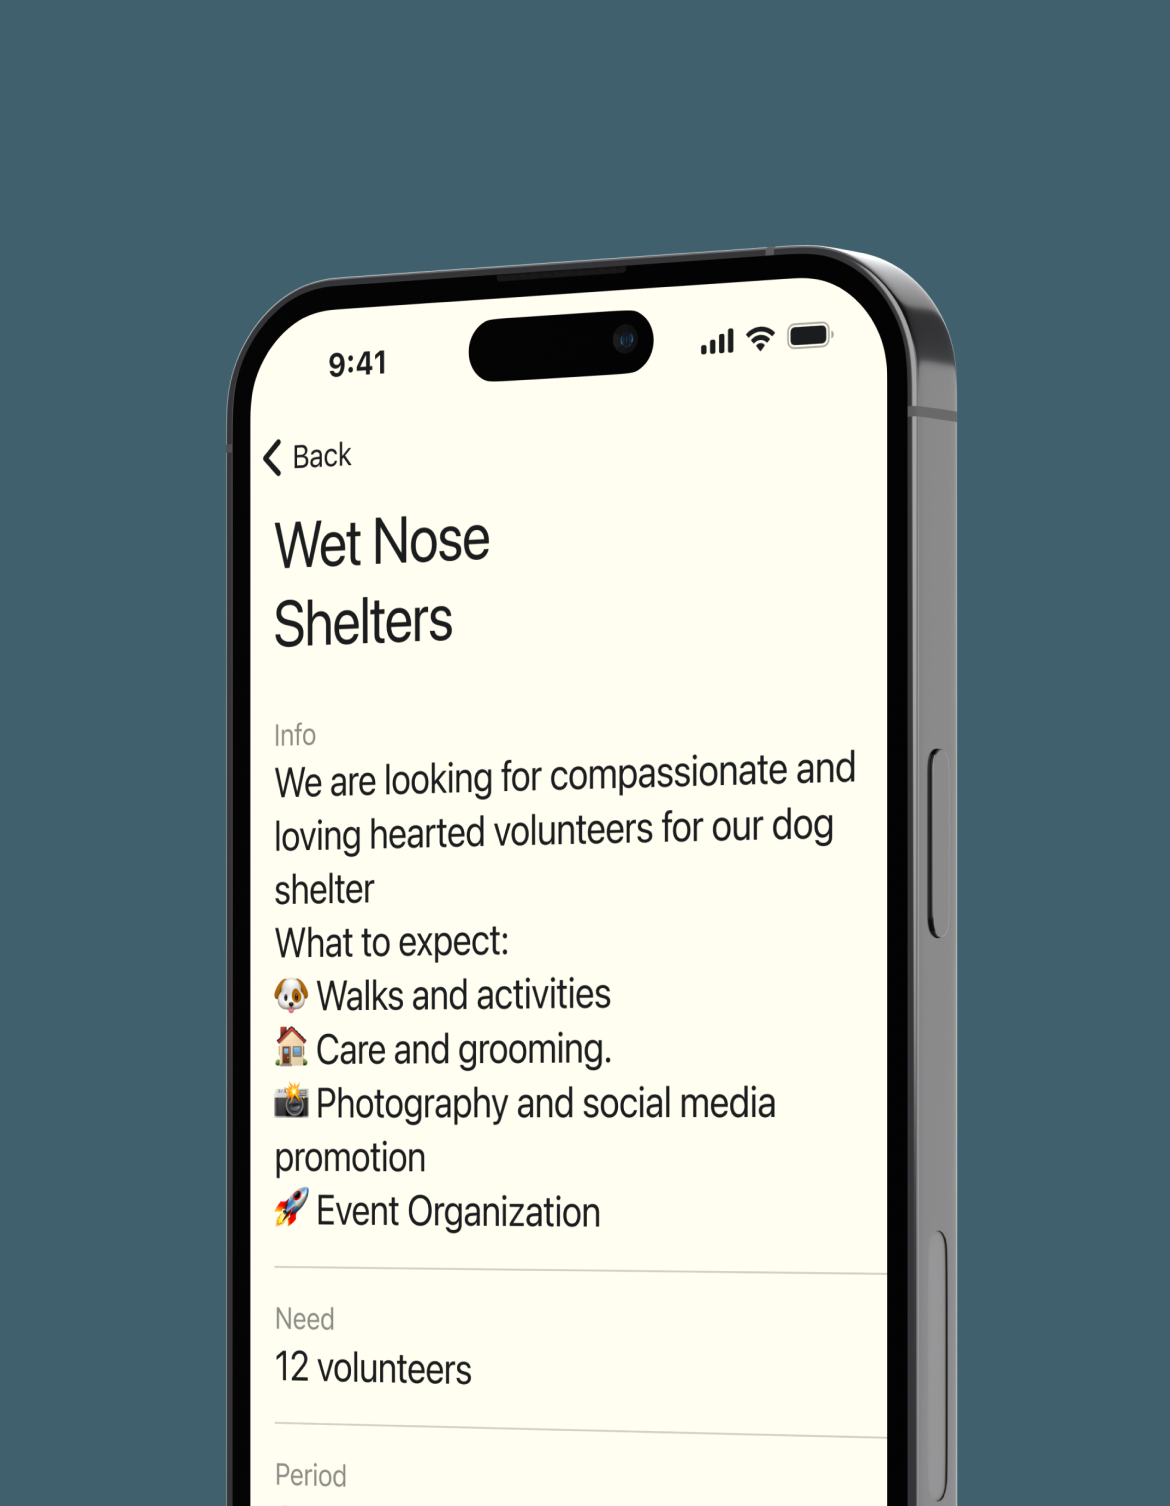 9:41
Back
Wet Nose
Shelters
Info
We are looking for compassionate and
loving hearted volunteers for our dog
shelter
What to expect:
🐶 Walks and activities
🏠 Care and grooming.
📸 Photography and social media
promotion
🚀 Event Organization
Need
12 volunteers
Period